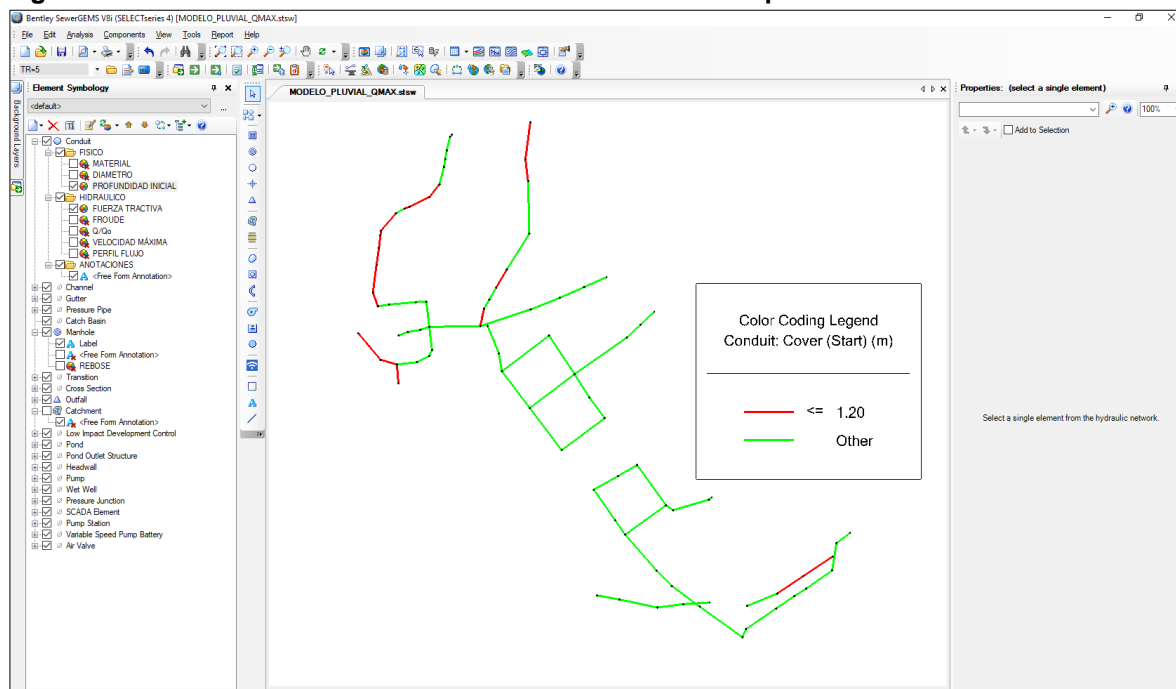 Bentley SewerGEMS V8i (SELECTseries 4) [MODELO_PLUVIAL_QMAX.stsw]
File Edit Analysis Components View Tools Report Help
TR=5
Element Symbology
<default>
...
Background Layers
Conduit
FISICO
MATERIAL
DIAMETRO
PROFUNDIDAD INICIAL
HIDRAULICO
FUERZA TRACTIVA
FROUDE
Q/Qo
VELOCIDAD MÁXIMA
PERFIL FLUJO
ANOTACIONES
<Free Form Annotation>
Channel
Gutter
Pressure Pipe
Catch Basin
Manhole
Label
<Free Form Annotation>
REBOSE
Transition
Cross Section
Outfall
Catchment
<Free Form Annotation>
Low Impact Development Control
Pond
Pond Outlet Structure
Headwall
Pump
Wet Well
Pressure Junction
SCADA Element
Pump Station
Variable Speed Pump Battery
Air Valve
MODELO_PLUVIAL_QMAX.stsw
Color Coding Legend
Conduit: Cover (Start) (m)
<= 1.20
Other
Properties: (select a single element)
100%
Add to Selection
Select a single element from the hydraulic network.